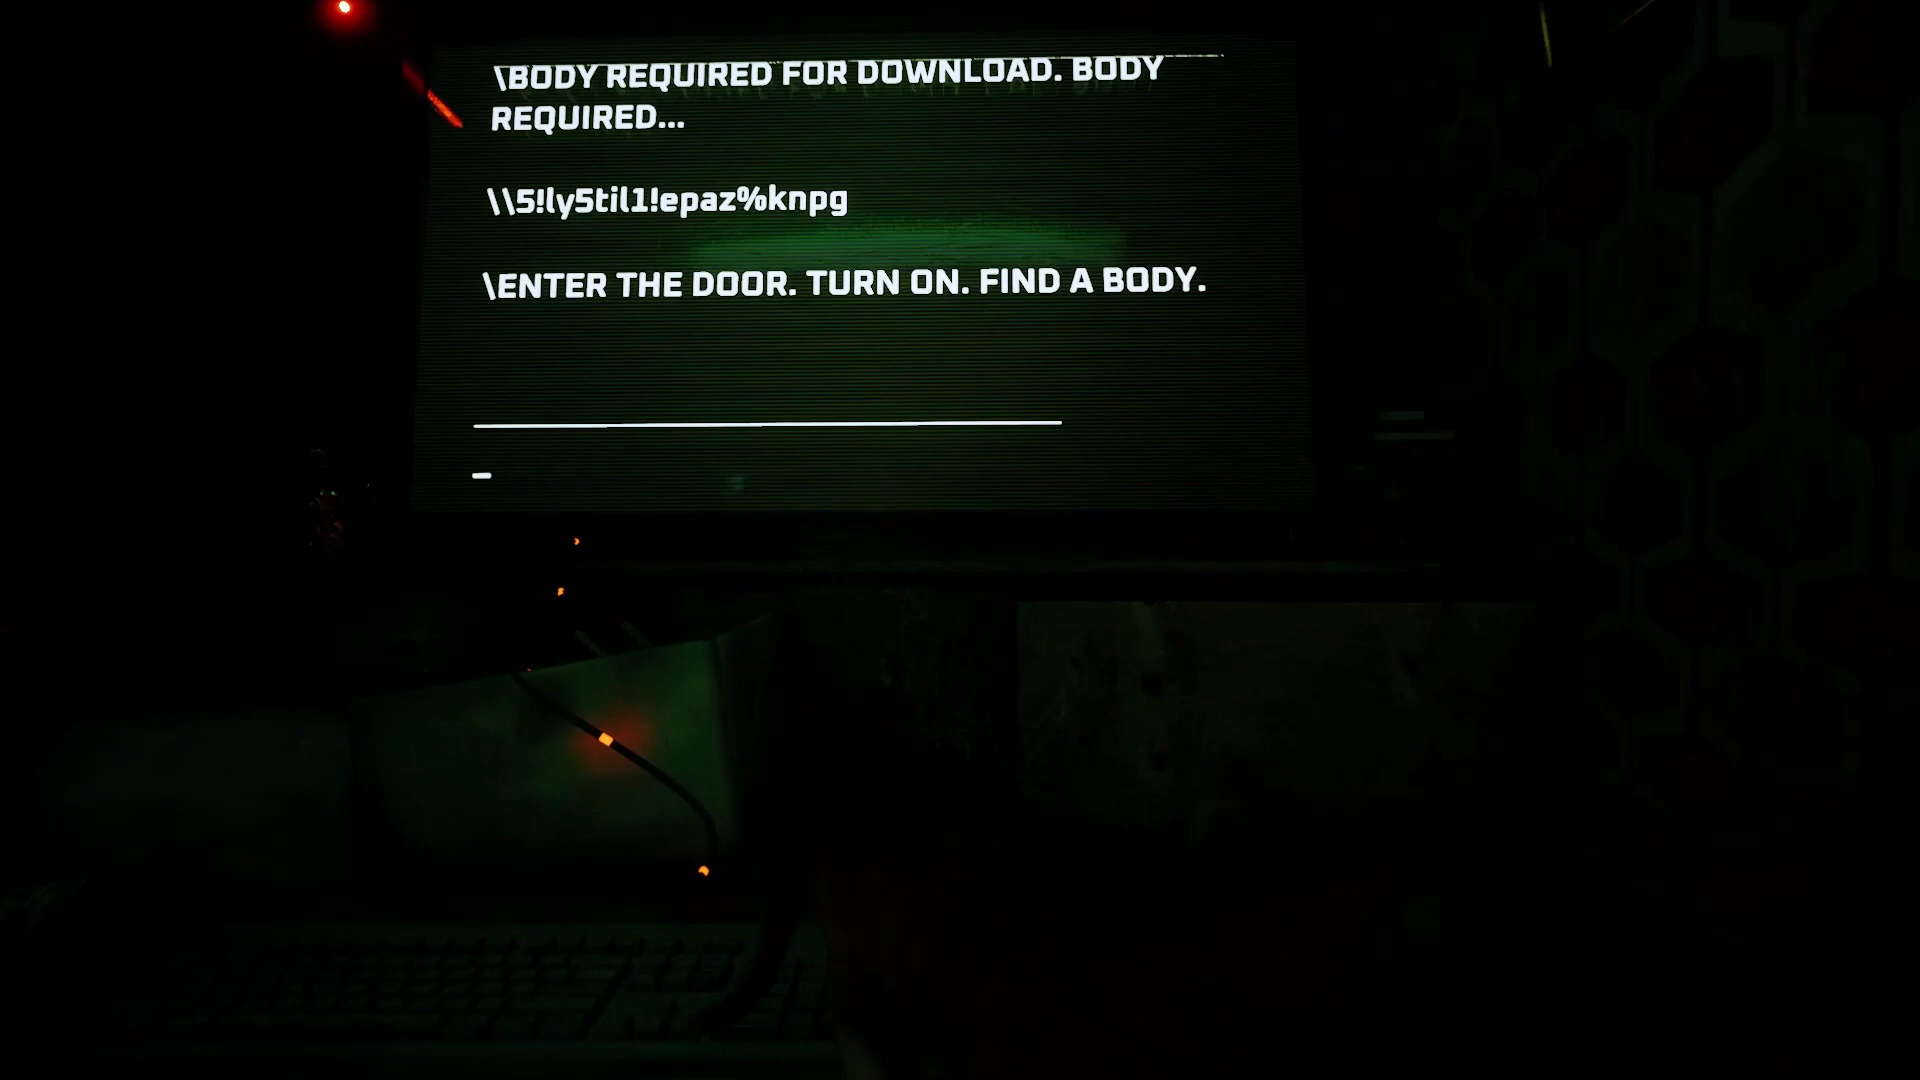 \BODY REQUIRED FOR DOWNLOAD. BODY
REQUIRED...
\\5!ly5til1!epaz%knpg
\ENTER THE DOOR. TURN ON. FIND A BODY.